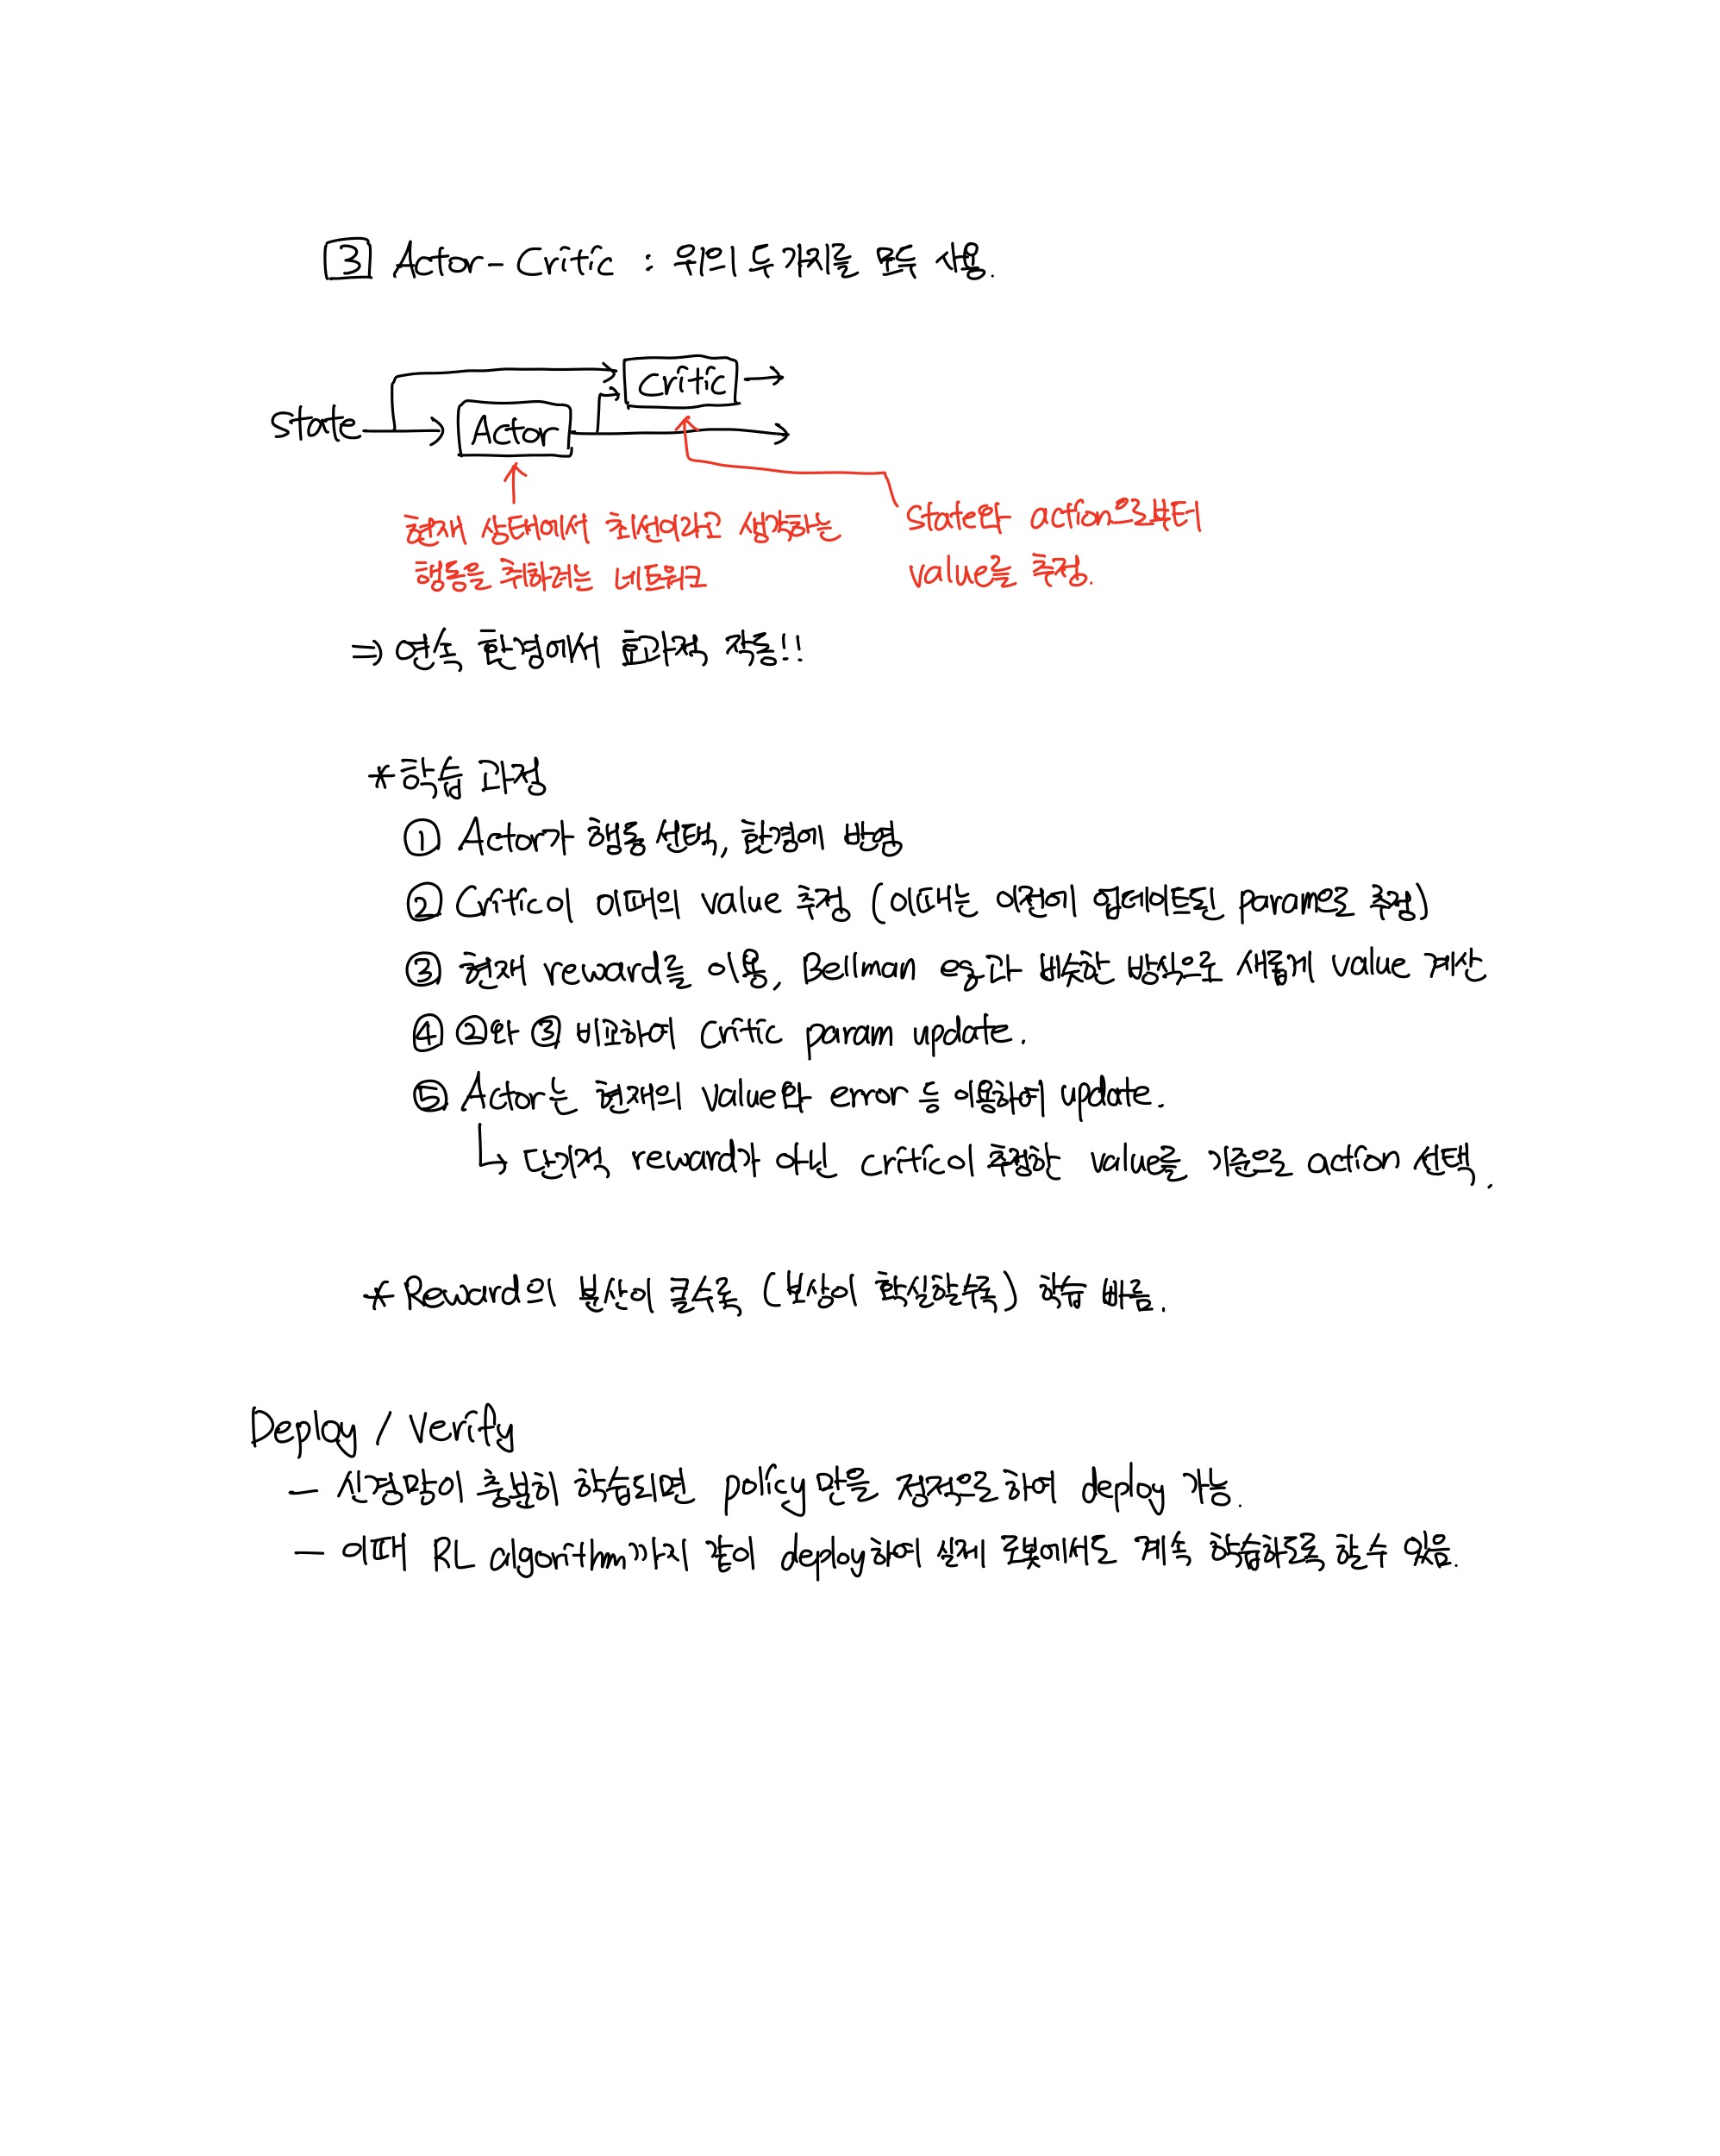 3 Actor - Critic : 위의 두 가지를 모두 사용.
Critic
State Actor
현재 상태에서 최선이라고 생각하는
행동을 취하려는 네트워크
State와 action으로부터
value를 추정.
⇒ 연속 환경에서 효과적 작동!!
* 학습 과정
① Actor가 행동 선택, 환경에 반영
② Critic이 이때의 value 추정 (이때는 이전에 업데이트된 param으로 추정)
③ 현재 reward를 이용, Bellman eq과 비슷한 방식으로 새롭게 value 계산
④ ②와 ③ 비교하여 critic param update.
⑤ Actor는 현재의 value와 error 등 이용하여 update.
↳ 단기적 reward가 아닌 critic이 추정한 value를 기준으로 action 선택.
* Reward의 분산이 클수록 (보상이 확실할수록) 학습 빠름.
Deploy / Verify
- 신경망이 충분히 학습되면 policy 만을 정적으로 하여 deploy 가능.
- 이때 RL algorithm까지 같이 deploy하여 실제 로봇에서도 계속 학습하도록 할 수 있음.